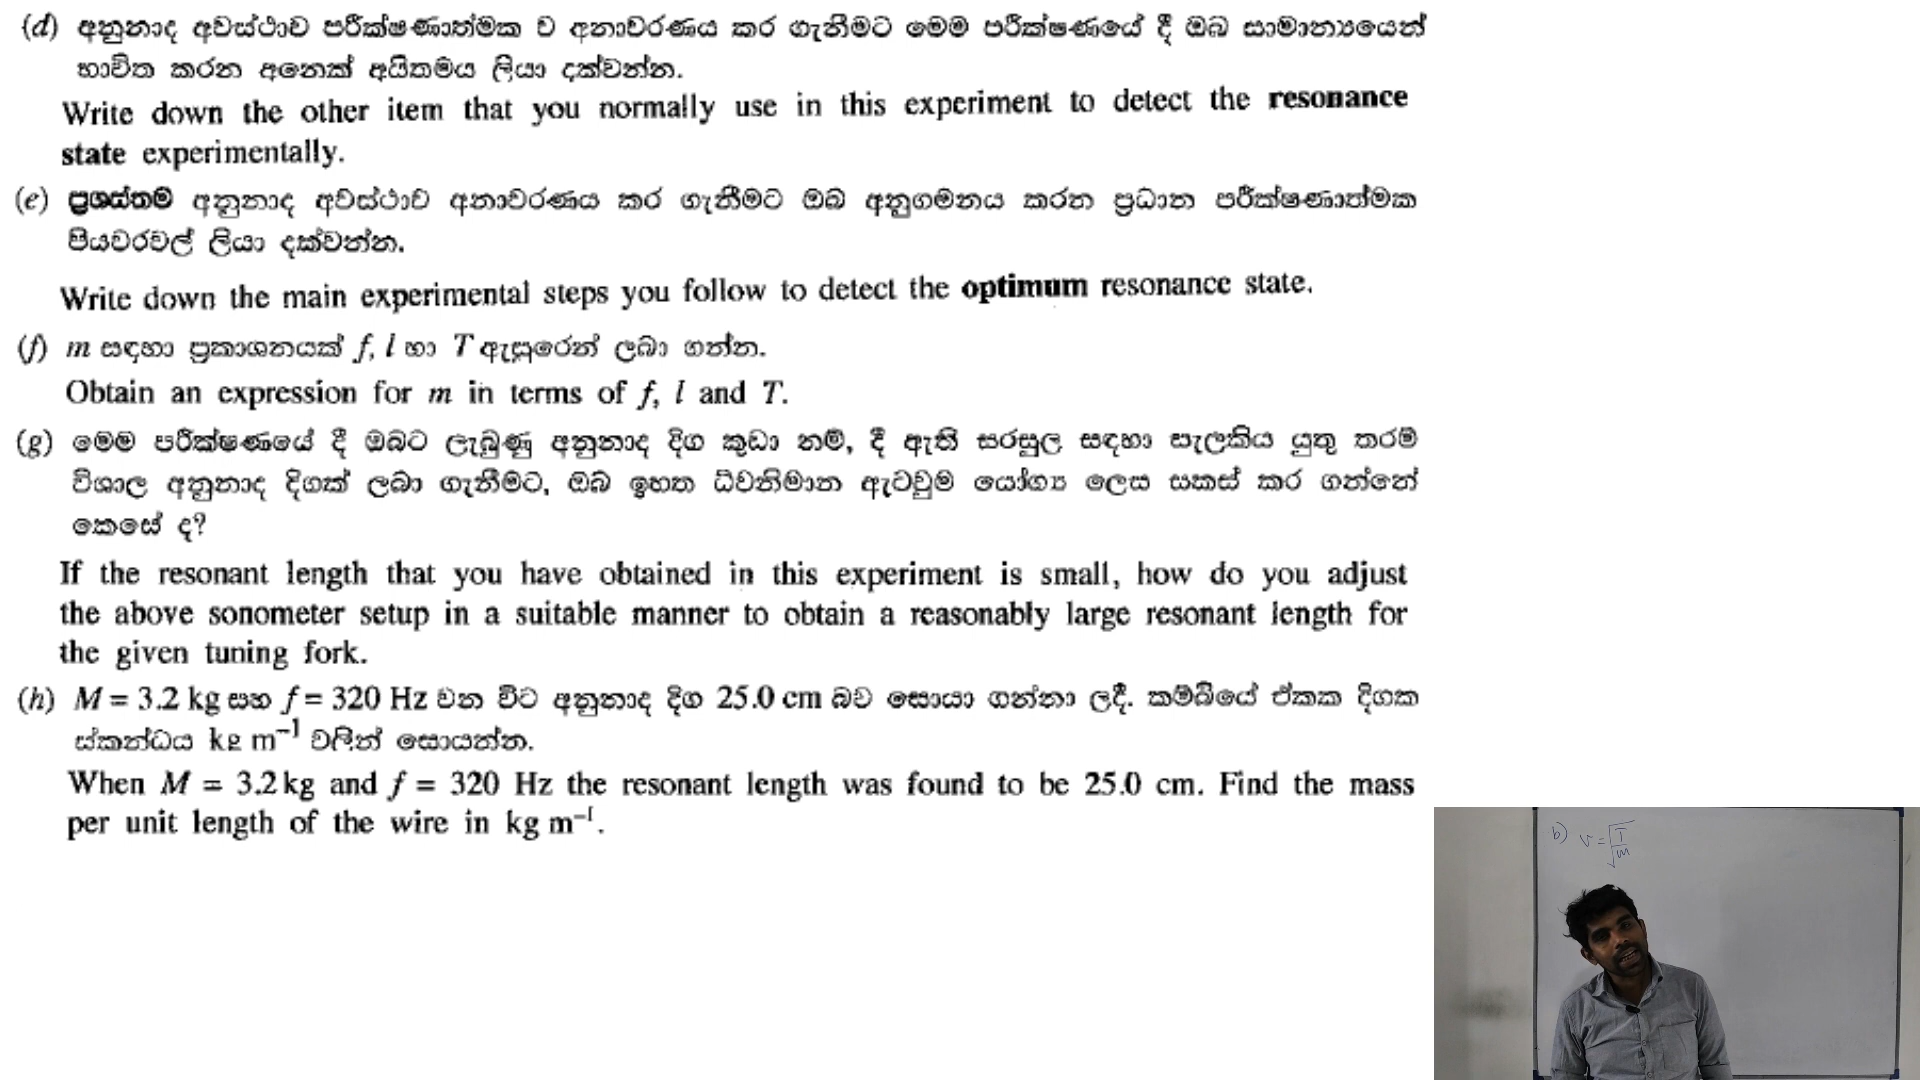 (d) අනුනාද අවස්ථාව පරීක්ෂණාත්මක ව අනාවරණය කර ගැනීමට මෙම පරීක්ෂණයේ දී ඔබ සාමාන්‍යයෙන්
භාවිත කරන අනෙක් අයිතමය ලියා දක්වන්න.
Write down the other item that you normally use in this experiment to detect the resonance
state experimentally.
(e) ප්‍රශස්තම අනුනාද අවස්ථාව අනාවරණය කර ගැනීමට ඔබ අනුගමනය කරන ප්‍රධාන පරීක්ෂණාත්මක
පියවරවල් ලියා දක්වන්න.
Write down the main experimental steps you follow to detect the optimum resonance state.
(f) m සඳහා ප්‍රකාශනයක් f, l හා T ඇසුරෙන් ලබා ගන්න.
Obtain an expression for m in terms of f, l and T.
(g) මෙම පරීක්ෂණයේ දී ඔබට ලැබුණු අනුනාද දිග කුඩා නම්, දී ඇති සරසුල සඳහා සැලකිය යුතු තරම්
විශාල අනුනාද දිගක් ලබා ගැනීමට, ඔබ ඉහත ධ්වනිමාන ඇටවුම යෝග්‍ය ලෙස සකස් කර ගන්නේ
කෙසේ ද?
If the resonant length that you have obtained in this experiment is small, how do you adjust
the above sonometer setup in a suitable manner to obtain a reasonably large resonant length for
the given tuning fork.
(h) M = 3.2 kg සහ f = 320 Hz වන විට අනුනාද දිග 25.0 cm බව සොයා ගන්නා ලදී. කම්බියේ ඒකක දිගක
ස්කන්ධය kg m⁻¹ වලින් සොයන්න.
When M = 3.2 kg and f = 320 Hz the resonant length was found to be 25.0 cm. Find the mass
per unit length of the wire in kg m⁻¹.
b) v = √(T/m)